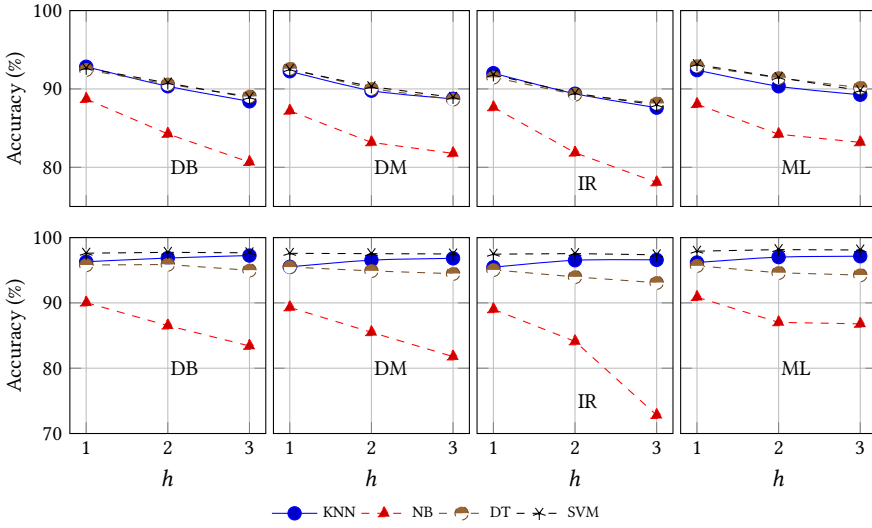 100
90
80
Accuracy (%)
DB
DM
IR
ML
100
90
80
70
Accuracy (%)
DB
DM
IR
ML
1 2 3 1 2 3 1 2 3 1 2 3
h h h h
KNN NB DT SVM